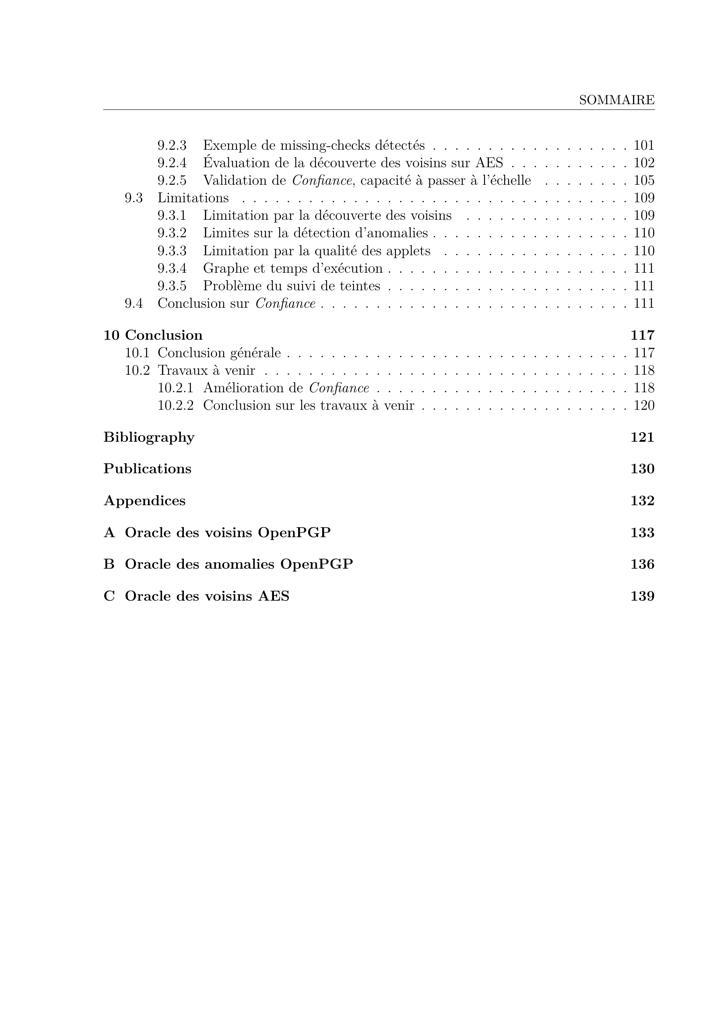 SOMMAIRE
9.2.3 Exemple de missing-checks détectés . . . . . . . . . . . . . . . . . . 101
9.2.4 Évaluation de la découverte des voisins sur AES . . . . . . . . . . . 102
9.2.5 Validation de Confiance, capacité à passer à l'échelle . . . . . . . . 105
9.3 Limitations . . . . . . . . . . . . . . . . . . . . . . . . . . . . . . . . . . . 109
9.3.1 Limitation par la découverte des voisins . . . . . . . . . . . . . . . 109
9.3.2 Limites sur la détection d'anomalies . . . . . . . . . . . . . . . . . . 110
9.3.3 Limitation par la qualité des applets . . . . . . . . . . . . . . . . . 110
9.3.4 Graphe et temps d'exécution . . . . . . . . . . . . . . . . . . . . . . 111
9.3.5 Problème du suivi de teintes . . . . . . . . . . . . . . . . . . . . . . 111
9.4 Conclusion sur Confiance . . . . . . . . . . . . . . . . . . . . . . . . . . . . 111
10 Conclusion 117
10.1 Conclusion générale . . . . . . . . . . . . . . . . . . . . . . . . . . . . . . . 117
10.2 Travaux à venir . . . . . . . . . . . . . . . . . . . . . . . . . . . . . . . . . 118
10.2.1 Amélioration de Confiance . . . . . . . . . . . . . . . . . . . . . . . 118
10.2.2 Conclusion sur les travaux à venir . . . . . . . . . . . . . . . . . . . 120
Bibliography 121
Publications 130
Appendices 132
A Oracle des voisins OpenPGP 133
B Oracle des anomalies OpenPGP 136
C Oracle des voisins AES 139